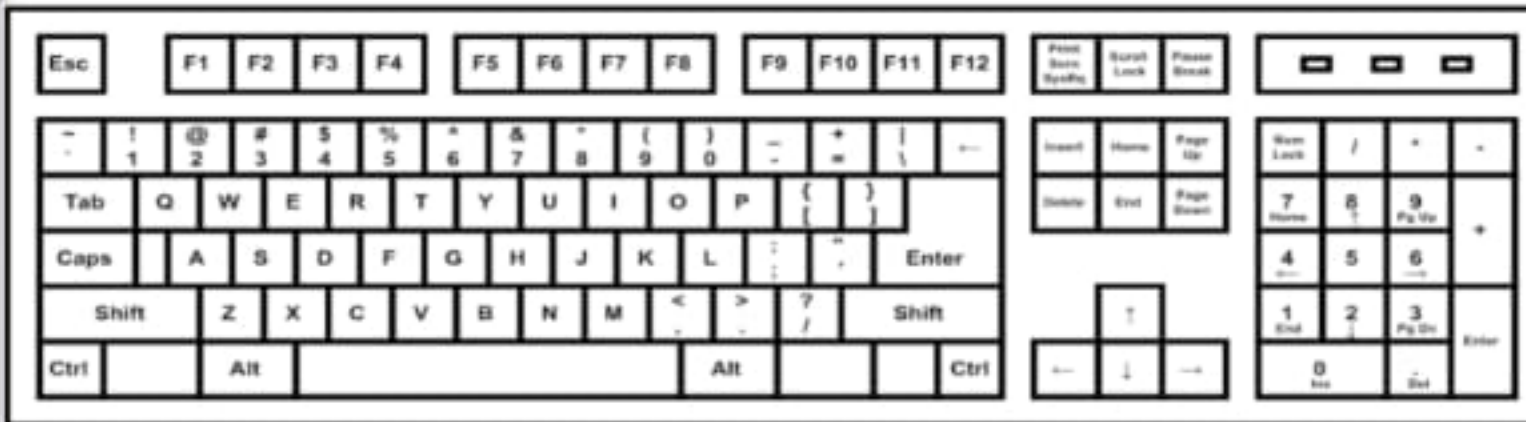 Esc F1 F2 F3 F4 F5 F6 F7 F8 F9 F10 F11 F12 Print Scrn SysRq Scroll Lock Pause Break
~ ` ! 1 @ 2 # 3 $ 4 % 5 ^ 6 & 7 * 8 ( 9 ) 0 _ - + = | \ ← Insert Home Page Up Num Lock / * -
Tab Q W E R T Y U I O P { [ } ] Delete End Page Down 7 Home 8 ↑ 9 Pg Up +
Caps A S D F G H J K L : ; " ' Enter 4 ← 5 6 →
Shift Z X C V B N M < , > . ? / Shift ↑ 1 End 2 ↓ 3 Pg Dn Enter
Ctrl Alt Alt Ctrl ← ↓ → 0 Ins . Del